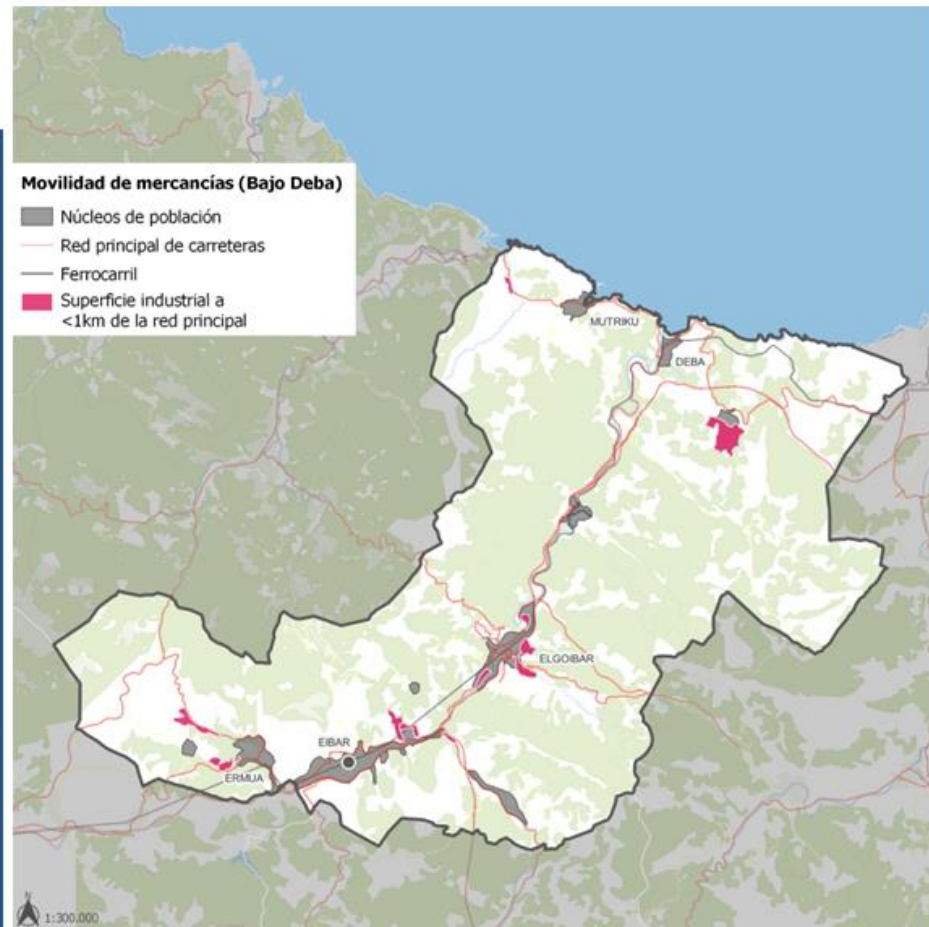 Movilidad de mercancías (Bajo Deba)
Núcleos de población
Red principal de carreteras
Ferrocarril
Superficie industrial a
<1km de la red principal
MUTRIKU
DEBA
ELGOIBAR
EIBAR
ERMUA
N
1:300.000